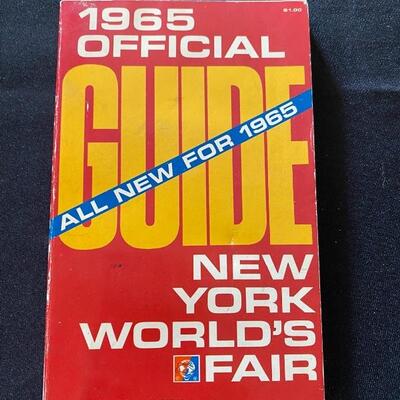 1965
$1.00
OFFICIAL
GUIDE
ALL NEW FOR 1965
NEW
YORK
WORLD'S
FAIR